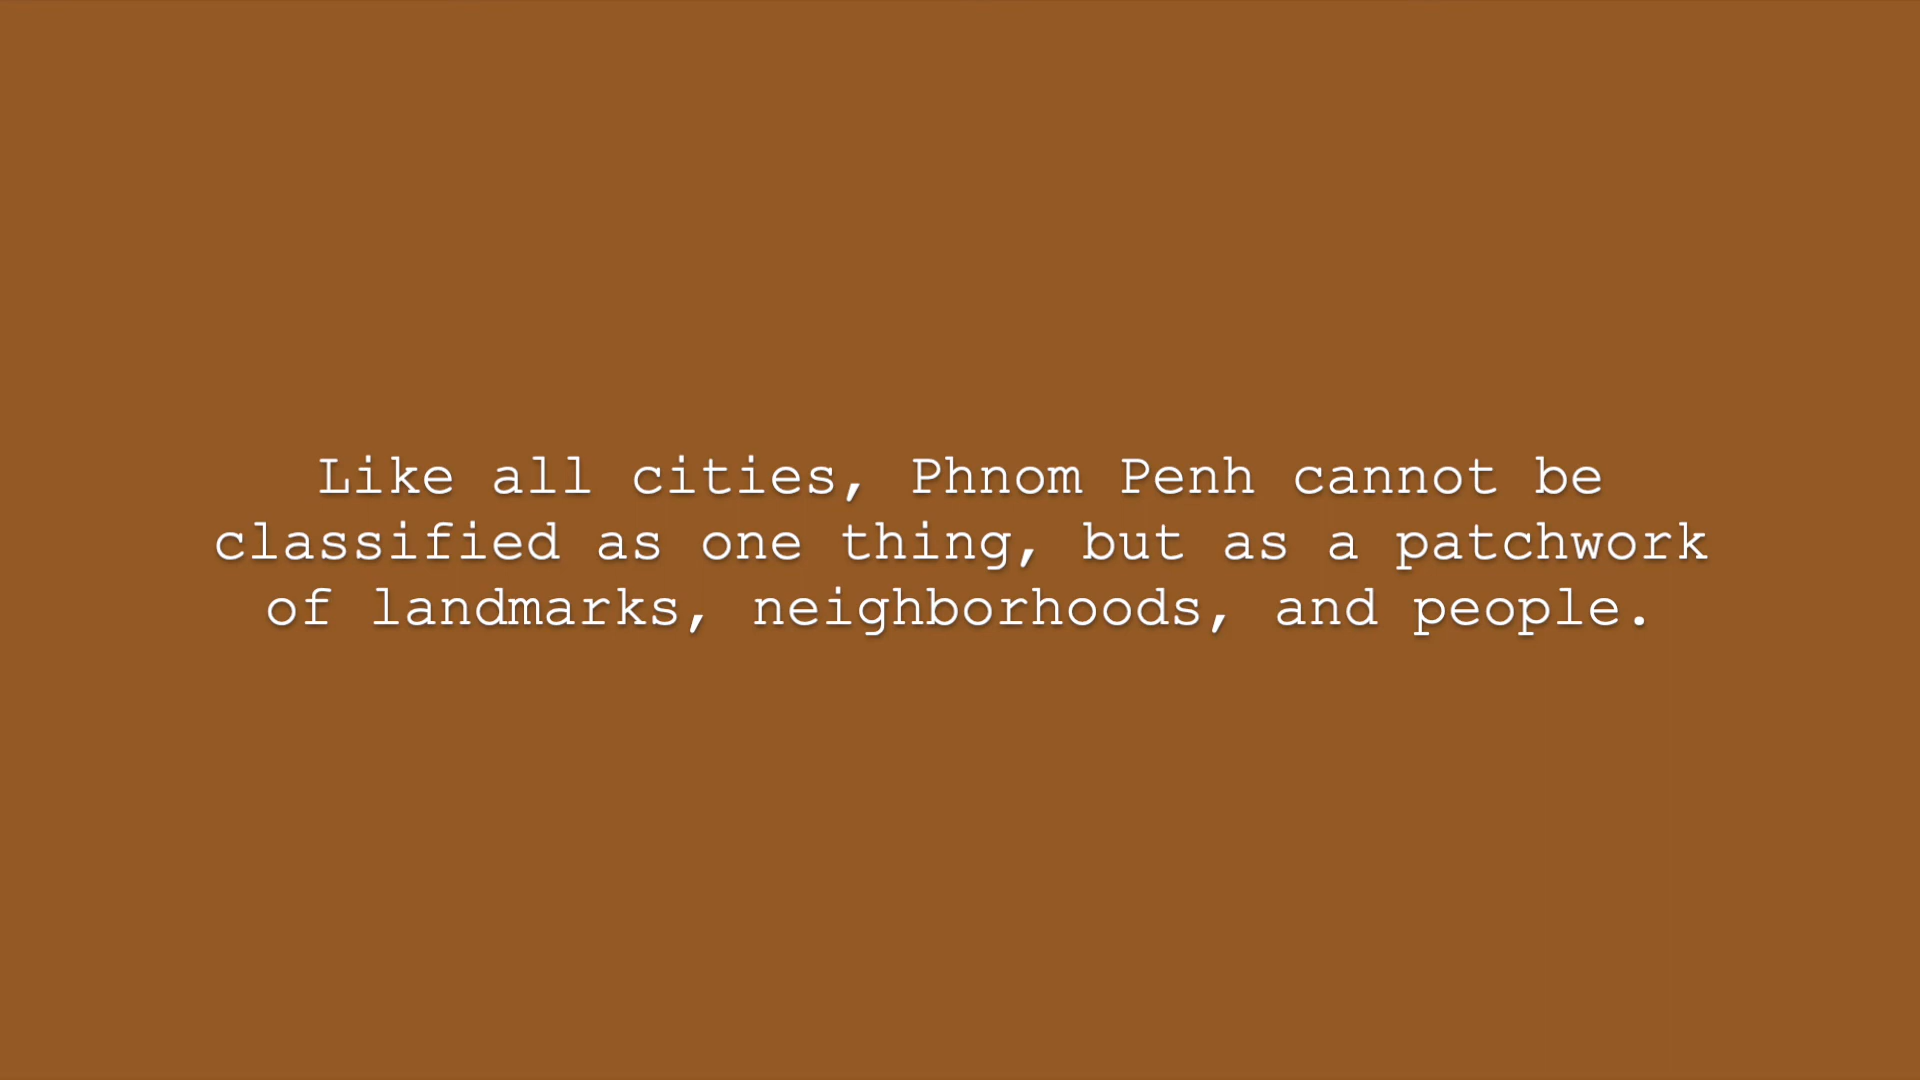 Like all cities, Phnom Penh cannot be
classified as one thing, but as a patchwork
of landmarks, neighborhoods, and people.